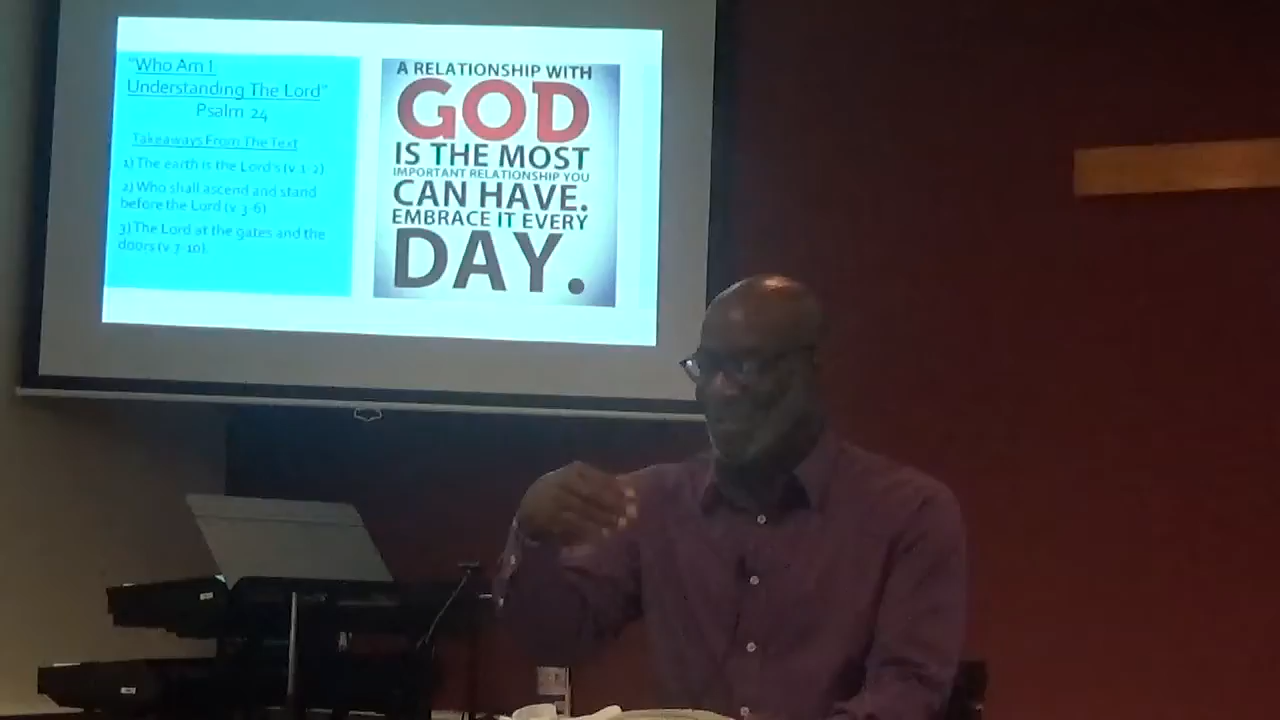 "Who Am I
Understanding The Lord"
Psalm 24
Takeaways From The Text
1) The earth is the Lord's (v 1-2)
2) Who shall ascend and stand
before the Lord (v 3-6)
3) The Lord at the gates and the
doors (v 7-10).
A RELATIONSHIP WITH
GOD
IS THE MOST
IMPORTANT RELATIONSHIP YOU
CAN HAVE.
EMBRACE IT EVERY
DAY.